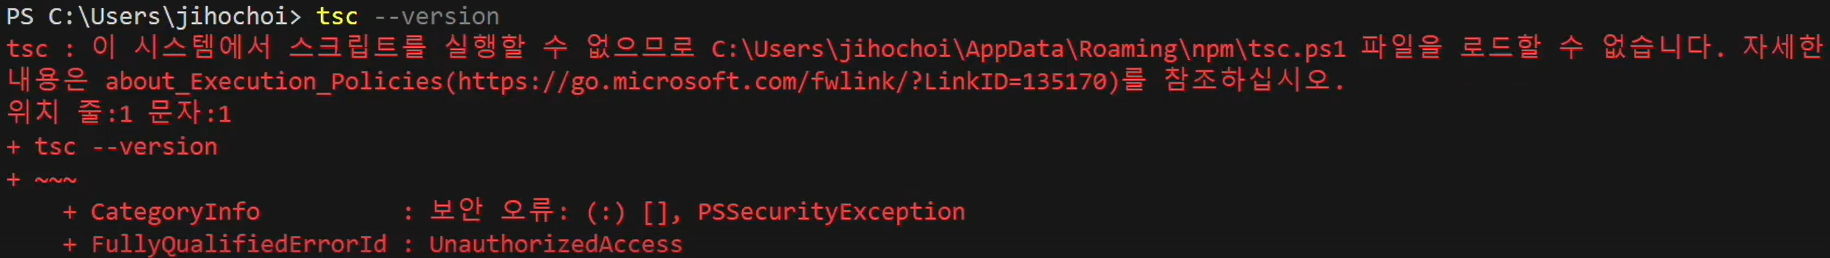 PS C:\Users\jihochoi> tsc --version
tsc : 이 시스템에서 스크립트를 실행할 수 없으므로 C:\Users\jihochoi\AppData\Roaming\npm\tsc.ps1 파일을 로드할 수 없습니다. 자세한
내용은 about_Execution_Policies(https://go.microsoft.com/fwlink/?LinkID=135170)를 참조하십시오.
위치 줄:1 문자:1
+ tsc --version
+ ~~~
    + CategoryInfo          : 보안 오류: (:) [], PSSecurityException
    + FullyQualifiedErrorId : UnauthorizedAccess